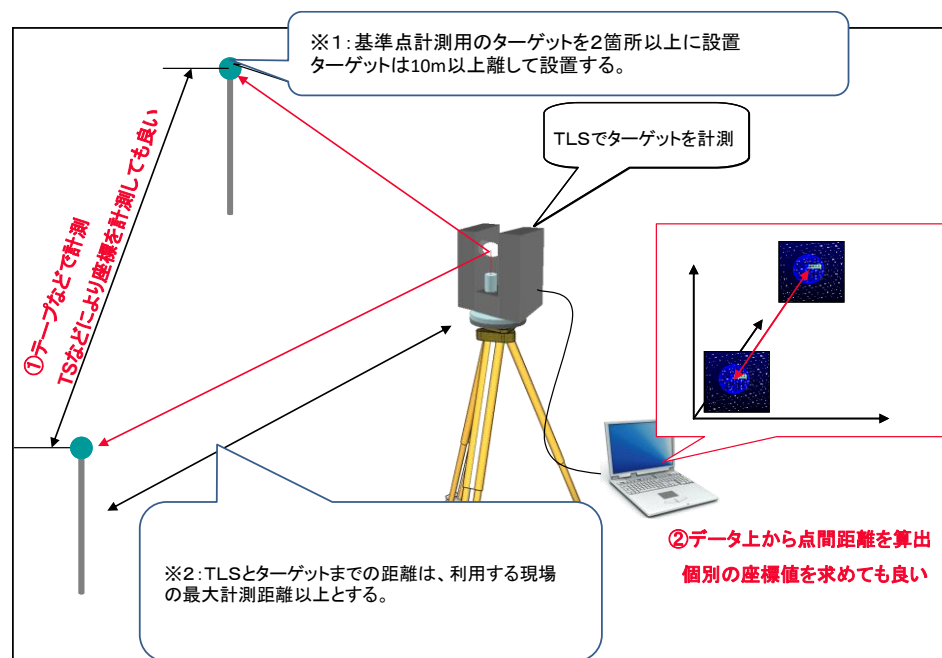 ※1：基準点計測用のターゲットを2箇所以上に設置
ターゲットは10m以上離して設置する。
TLSでターゲットを計測
①テープなどで計測
TSなどにより座標を計測しても良い
※2：TLSとターゲットまでの距離は、利用する現場
の最大計測距離以上とする。
②データ上から点間距離を算出
個別の座標値を求めても良い